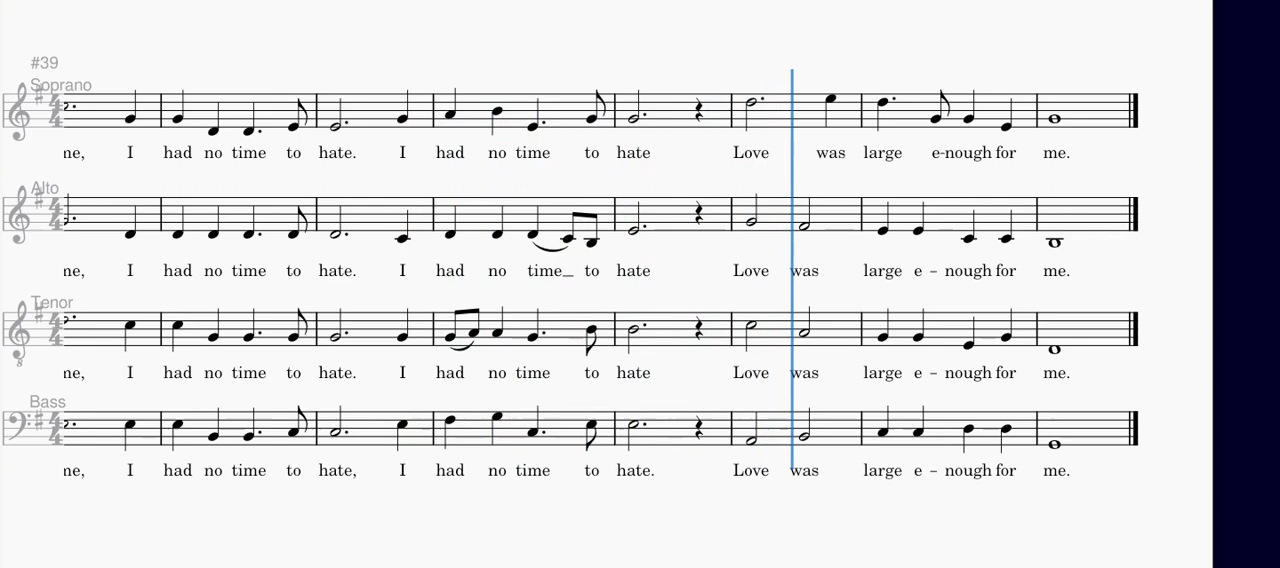 #39
Soprano
ne, I had no time to hate. I had no time to hate Love was large e-nough for me.
Alto
ne, I had no time to hate. I had no time_ to hate Love was large e - nough for me.
Tenor
ne, I had no time to hate. I had no time to hate Love was large e - nough for me.
Bass
ne, I had no time to hate, I had no time to hate. Love was large e - nough for me.